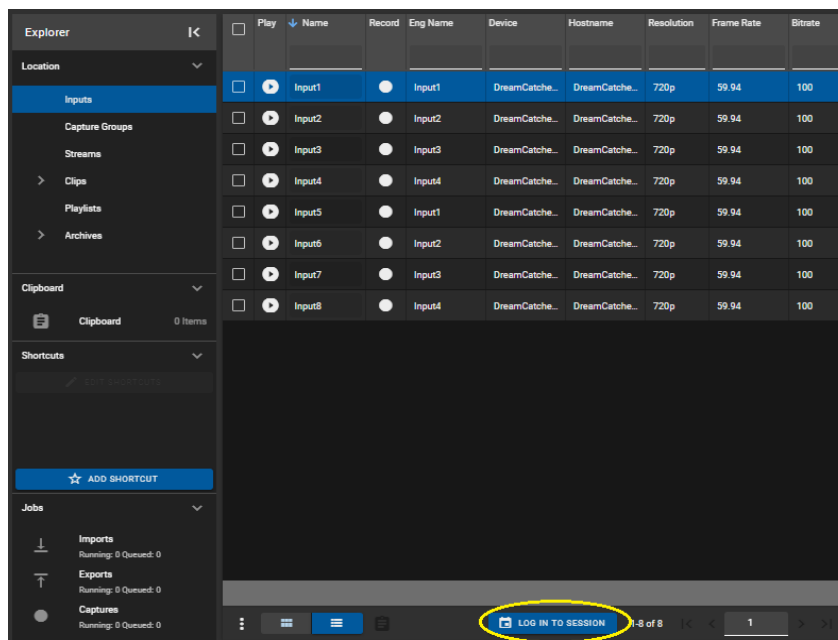 Explorer
Location
Inputs
Capture Groups
Streams
Clips
Playlists
Archives
Clipboard
Clipboard 0 Items
Shortcuts
EDIT SHORTCUTS
ADD SHORTCUT
Jobs
Imports
Running: 0 Queued: 0
Exports
Running: 0 Queued: 0
Captures
Running: 0 Queued: 0
Play Name Record Eng Name Device Hostname Resolution Frame Rate Bitrate
Input1 Input1 DreamCatche... DreamCatche... 720p 59.94 100
Input2 Input2 DreamCatche... DreamCatche... 720p 59.94 100
Input3 Input3 DreamCatche... DreamCatche... 720p 59.94 100
Input4 Input4 DreamCatche... DreamCatche... 720p 59.94 100
Input5 Input1 DreamCatche... DreamCatche... 720p 59.94 100
Input6 Input2 DreamCatche... DreamCatche... 720p 59.94 100
Input7 Input3 DreamCatche... DreamCatche... 720p 59.94 100
Input8 Input4 DreamCatche... DreamCatche... 720p 59.94 100
LOG IN TO SESSION 1-8 of 8 1